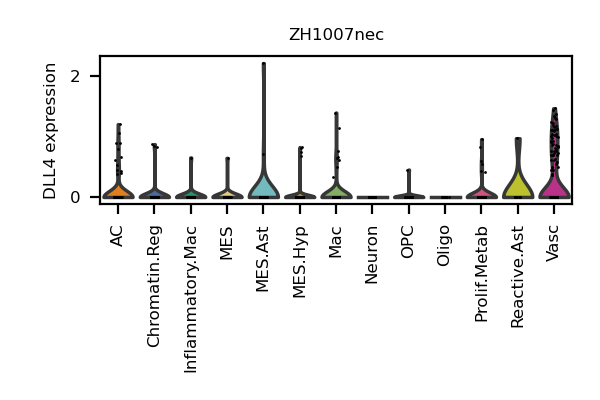 ZH1007nec
DLL4 expression
2
0
AC
Chromatin.Reg
Inflammatory.Mac
MES
MES.Ast
MES.Hyp
Mac
Neuron
OPC
Oligo
Prolif.Metab
Reactive.Ast
Vasc